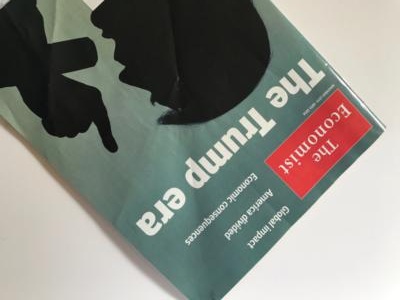 The
Economist
The Trump era
Global impact
America divided
Economic consequences